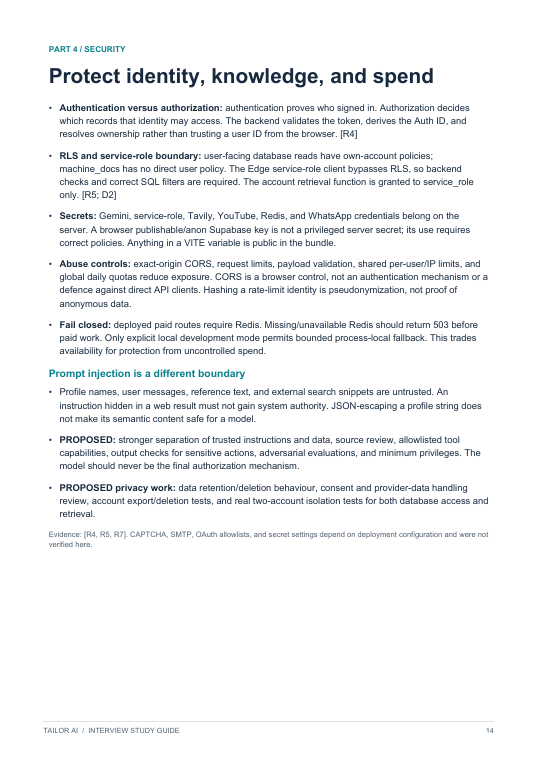 PART 4 / SECURITY
Protect identity, knowledge, and spend
• Authentication versus authorization: authentication proves who signed in. Authorization decides
which records that identity may access. The backend validates the token, derives the Auth ID, and
resolves ownership rather than trusting a user ID from the browser. [R4]
• RLS and service-role boundary: user-facing database reads have own-account policies;
machine_docs has no direct user policy. The Edge service-role client bypasses RLS, so backend
checks and correct SQL filters are required. The account retrieval function is granted to service_role
only. [R5; D2]
• Secrets: Gemini, service-role, Tavily, YouTube, Redis, and WhatsApp credentials belong on the
server. A browser publishable/anon Supabase key is not a privileged server secret; its use requires
correct policies. Anything in a VITE variable is public in the bundle.
• Abuse controls: exact-origin CORS, request limits, payload validation, shared per-user/IP limits, and
global daily quotas reduce exposure. CORS is a browser control, not an authentication mechanism or a
defence against direct API clients. Hashing a rate-limit identity is pseudonymization, not proof of
anonymous data.
• Fail closed: deployed paid routes require Redis. Missing/unavailable Redis should return 503 before
paid work. Only explicit local development mode permits bounded process-local fallback. This trades
availability for protection from uncontrolled spend.
Prompt injection is a different boundary
• Profile names, user messages, reference text, and external search snippets are untrusted. An
instruction hidden in a web result must not gain system authority. JSON-escaping a profile string does
not make its semantic content safe for a model.
• PROPOSED: stronger separation of trusted instructions and data, source review, allowlisted tool
capabilities, output checks for sensitive actions, adversarial evaluations, and minimum privileges. The
model should never be the final authorization mechanism.
• PROPOSED privacy work: data retention/deletion behaviour, consent and provider-data handling
review, account export/deletion tests, and real two-account isolation tests for both database access and
retrieval.
Evidence: [R4, R5, R7]. CAPTCHA, SMTP, OAuth allowlists, and secret settings depend on deployment configuration and were not
verified here.
TAILOR AI / INTERVIEW STUDY GUIDE 14